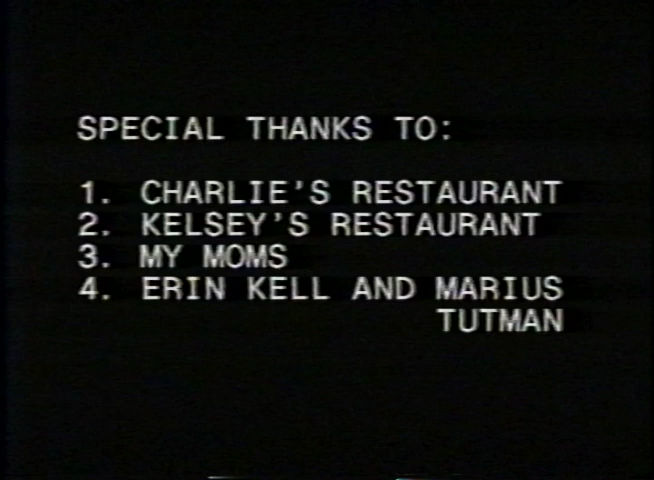 SPECIAL THANKS TO:
1. CHARLIE'S RESTAURANT
2. KELSEY'S RESTAURANT
3. MY MOMS
4. ERIN KELL AND MARIUS
TUTMAN